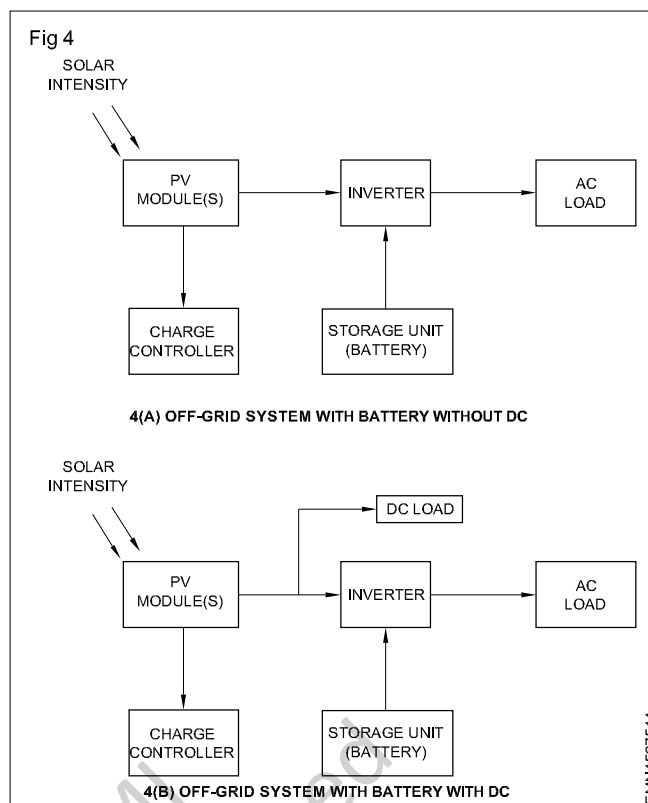 Fig 4
SOLAR
INTENSITY
PV
MODULE(S)
INVERTER
AC
LOAD
CHARGE
CONTROLLER
STORAGE UNIT
(BATTERY)
4(A) OFF-GRID SYSTEM WITH BATTERY WITHOUT DC
SOLAR
INTENSITY
DC LOAD
PV
MODULE(S)
INVERTER
AC
LOAD
CHARGE
CONTROLLER
STORAGE UNIT
(BATTERY)
4(B) OFF-GRID SYSTEM WITH BATTERY WITH DC